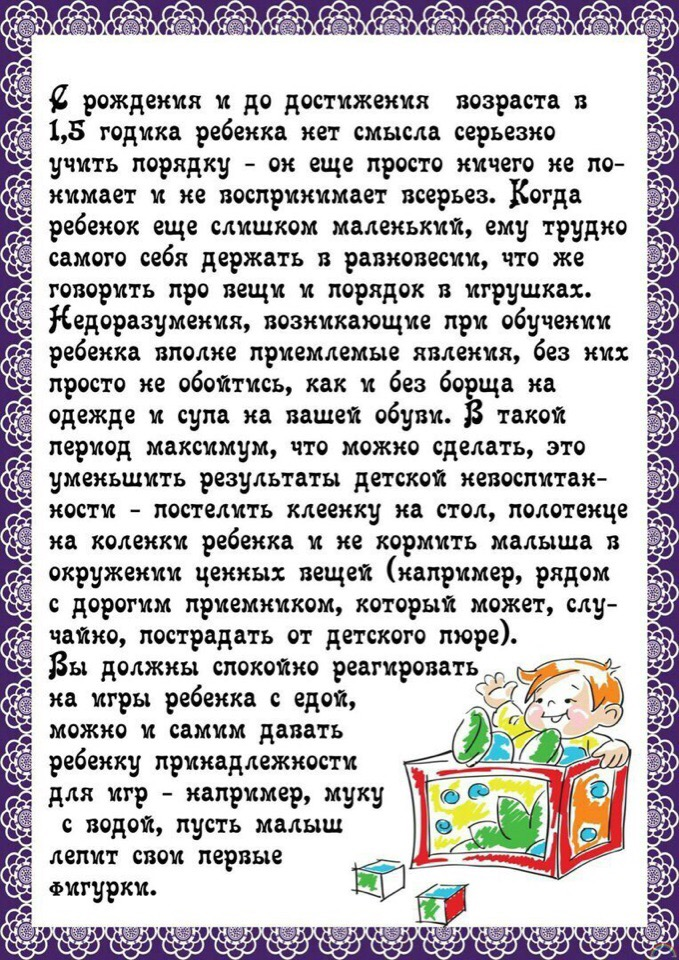 С рождения и до достижения возраста в
1,5 годика ребенка нет смысла серьезно
учить порядку - он еще просто ничего не по-
нимает и не воспринимает всерьез. Когда
ребенок еще слишком маленький, ему трудно
самого себя держать в равновесии, что же
говорить про вещи и порядок в игрушках.
Недоразумения, возникающие при обучении
ребенка вполне приемлемые явления, без них
просто не обойтись, как и без борща на
одежде и супа на вашей обуви. В такой
период максимум, что можно сделать, это
уменьшить результаты детской невоспитан-
ности - постелить клеенку на стол, полотенце
на коленки ребенка и не кормить малыша в
окружении ценных вещей (например, рядом
с дорогим приемником, который может, слу-
чайно, пострадать от детского пюре).
Вы должны спокойно реагировать
на игры ребенка с едой,
можно и самим давать
ребенку принадлежности
для игр - например, муку
с водой, пусть малыш
лепит свои первые
фигурки.